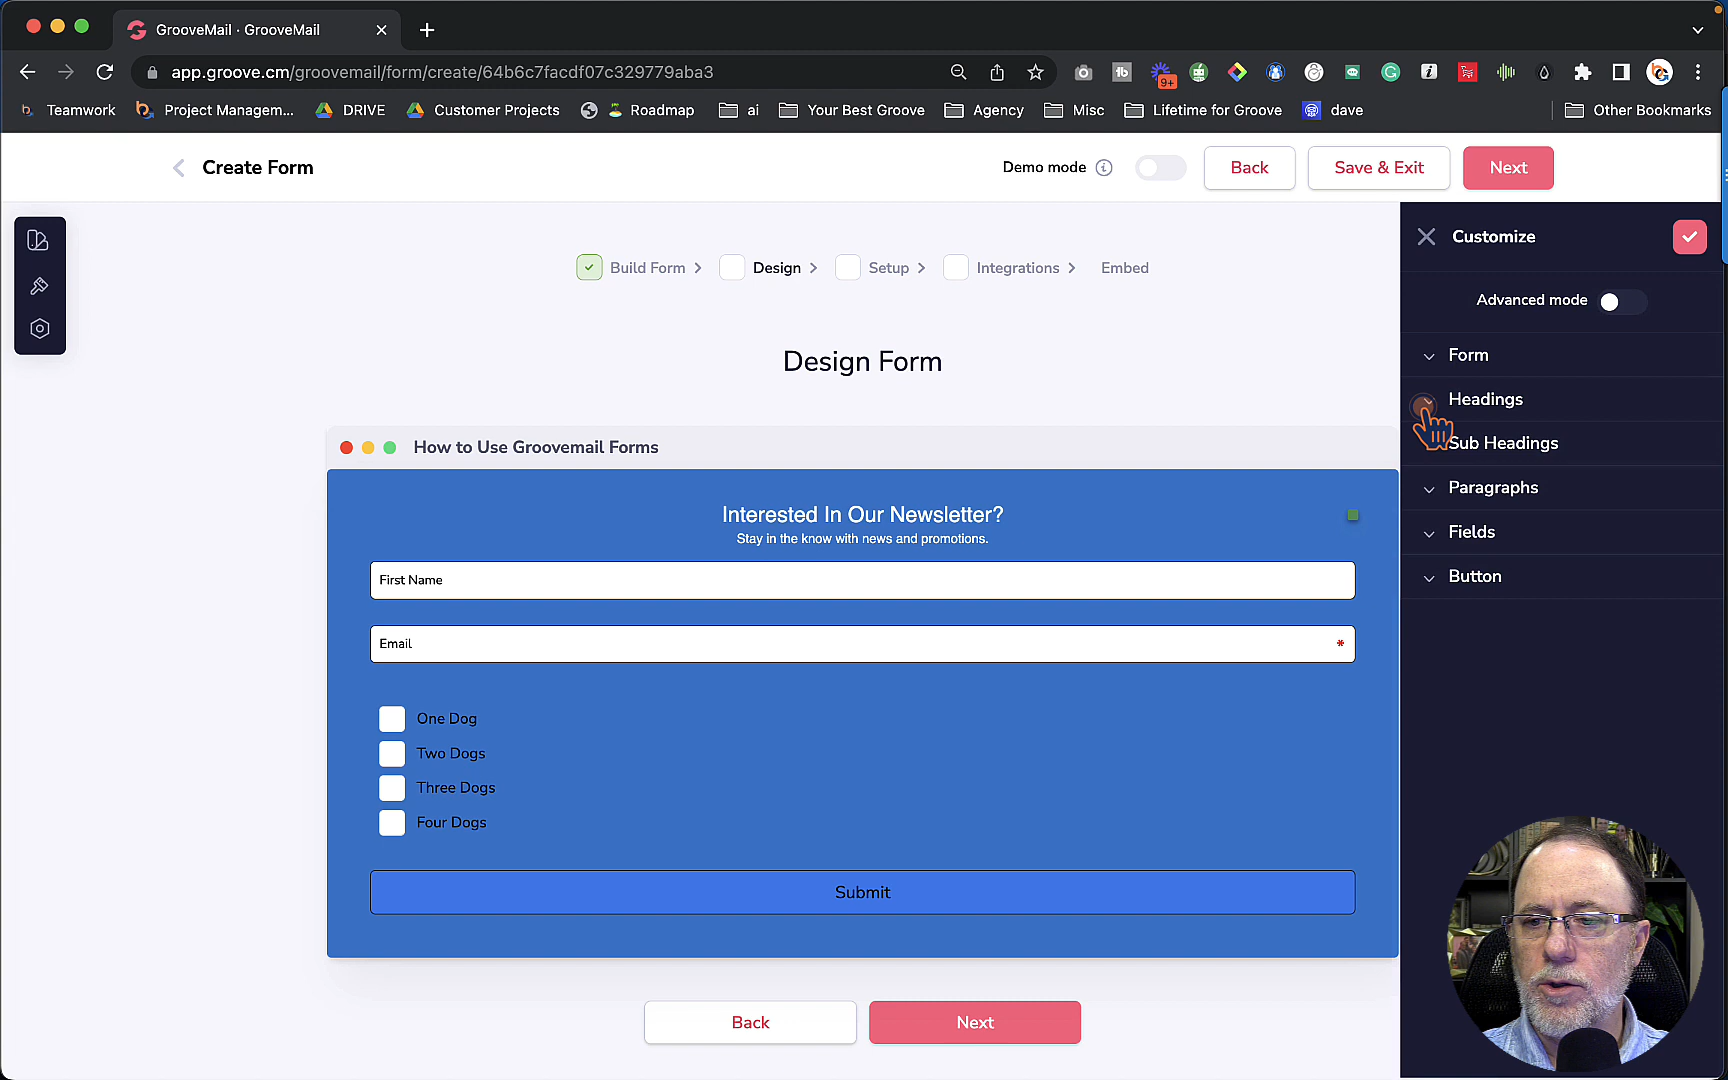 GrooveMail · GrooveMail
app.groove.cm/groovemail/form/create/64b6c7facdf07c329779aba3
9+
Teamwork
Project Managem...
DRIVE
Customer Projects
Roadmap
ai
Your Best Groove
Agency
Misc
Lifetime for Groove
dave
Other Bookmarks
Create Form
Demo mode
Back
Save & Exit
Next
Build Form
Design
Setup
Integrations
Embed
Customize
Advanced mode
Form
Headings
Sub Headings
Paragraphs
Fields
Button
Design Form
How to Use Groovemail Forms
Interested In Our Newsletter?
Stay in the know with news and promotions.
First Name
Email *
One Dog
Two Dogs
Three Dogs
Four Dogs
Submit
Back
Next